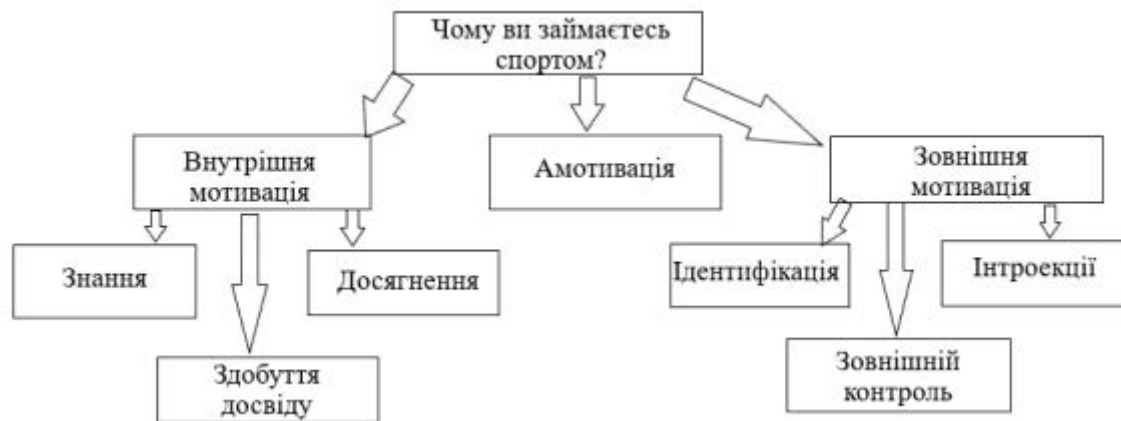 Чому ви займаєтесь
спортом?
Внутрішня
мотивація
Амотивація
Зовнішня
мотивація
Знання
Досягнення
Ідентифікація
Інтроекції
Здобуття
досвіду
Зовнішній
контроль